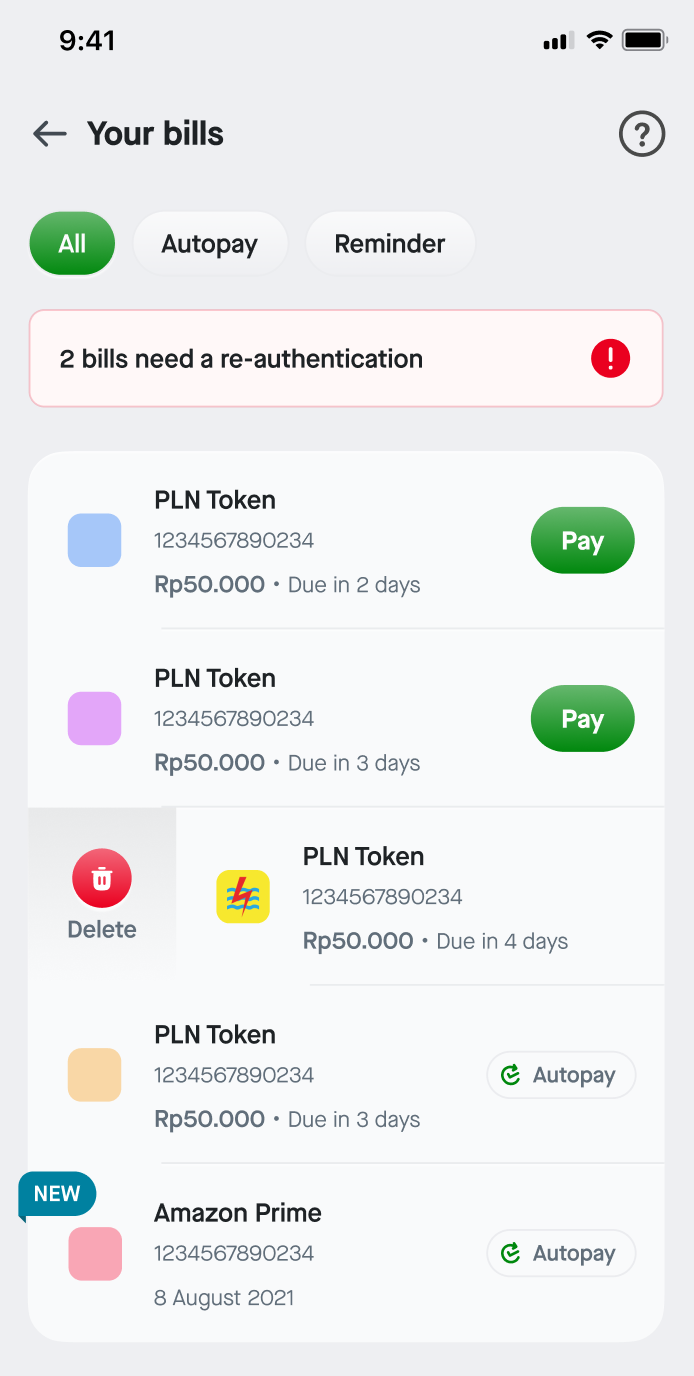 9:41
Your bills
All
Autopay
Reminder
2 bills need a re-authentication
PLN Token
1234567890234
Rp50.000 • Due in 2 days
Pay
PLN Token
1234567890234
Rp50.000 • Due in 3 days
Pay
Delete
PLN Token
1234567890234
Rp50.000 • Due in 4 days
PLN Token
1234567890234
Rp50.000 • Due in 3 days
Autopay
NEW
Amazon Prime
1234567890234
8 August 2021
Autopay